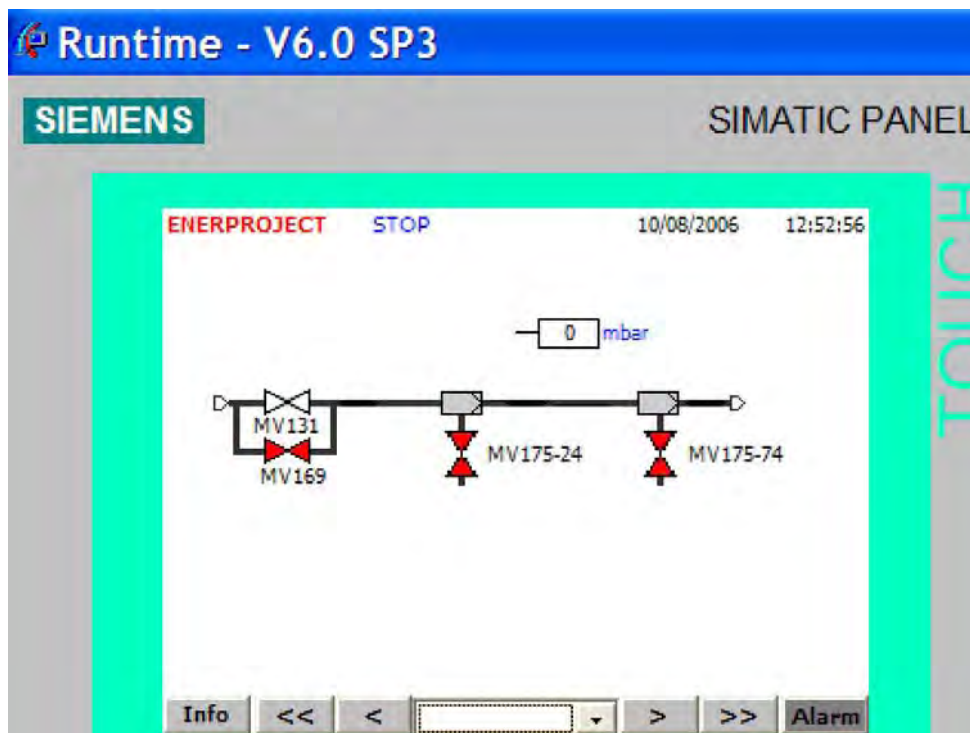 Runtime - V6.0 SP3
SIEMENS SIMATIC PANEL
TOUCH
ENERPROJECT STOP 10/08/2006 12:52:56
0 mbar
MV131
MV169
MV175-24 MV175-74
Info << < > >> Alarm